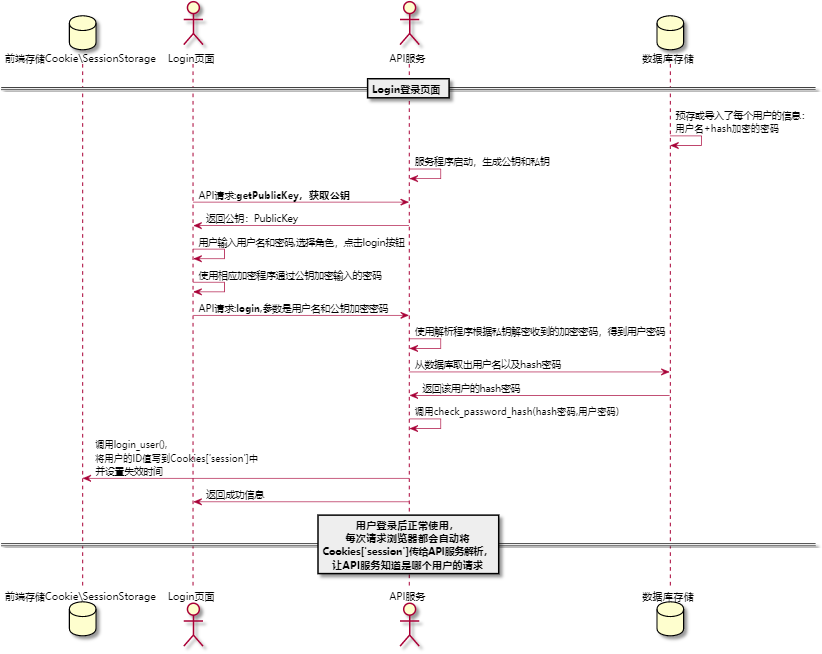 前端存储Cookie\SessionStorage
Login页面
API服务
数据库存储
Login登录页面
预存或导入了每个用户的信息:
用户名+hash加密的密码
服务程序启动，生成公钥和私钥
API请求:getPublicKey，获取公钥
返回公钥：PublicKey
用户输入用户名和密码,选择角色，点击login按钮
使用相应加密程序通过公钥加密输入的密码
API请求:login,参数是用户名和公钥加密密码
使用解析程序根据私钥解密收到的加密密码，得到用户密码
从数据库取出用户名以及hash密码
返回该用户的hash密码
调用check_password_hash(hash密码,用户密码)
调用login_user(),
将用户的ID值写到Cookies['session']中
并设置失效时间
返回成功信息
用户登录后正常使用，
每次请求浏览器都会自动将
Cookies['session']传给API服务解析，
让API服务知道是哪个用户的请求
前端存储Cookie\SessionStorage
Login页面
API服务
数据库存储